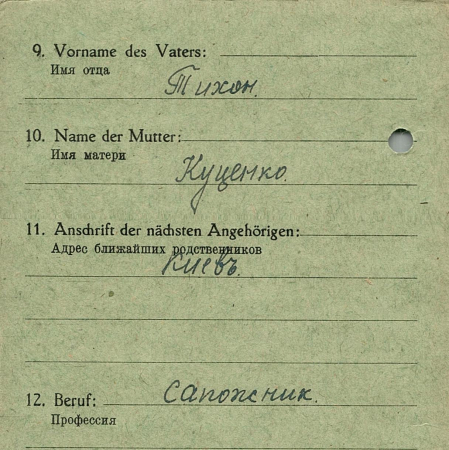 9. Vorname des Vaters:
Имя отца
Тихон.
10. Name der Mutter:
Имя матери
Куценко.
11. Anschrift der nächsten Angehörigen:
Адрес ближайших родственников
Киевъ.
12. Beruf: сапожник.
Профессия